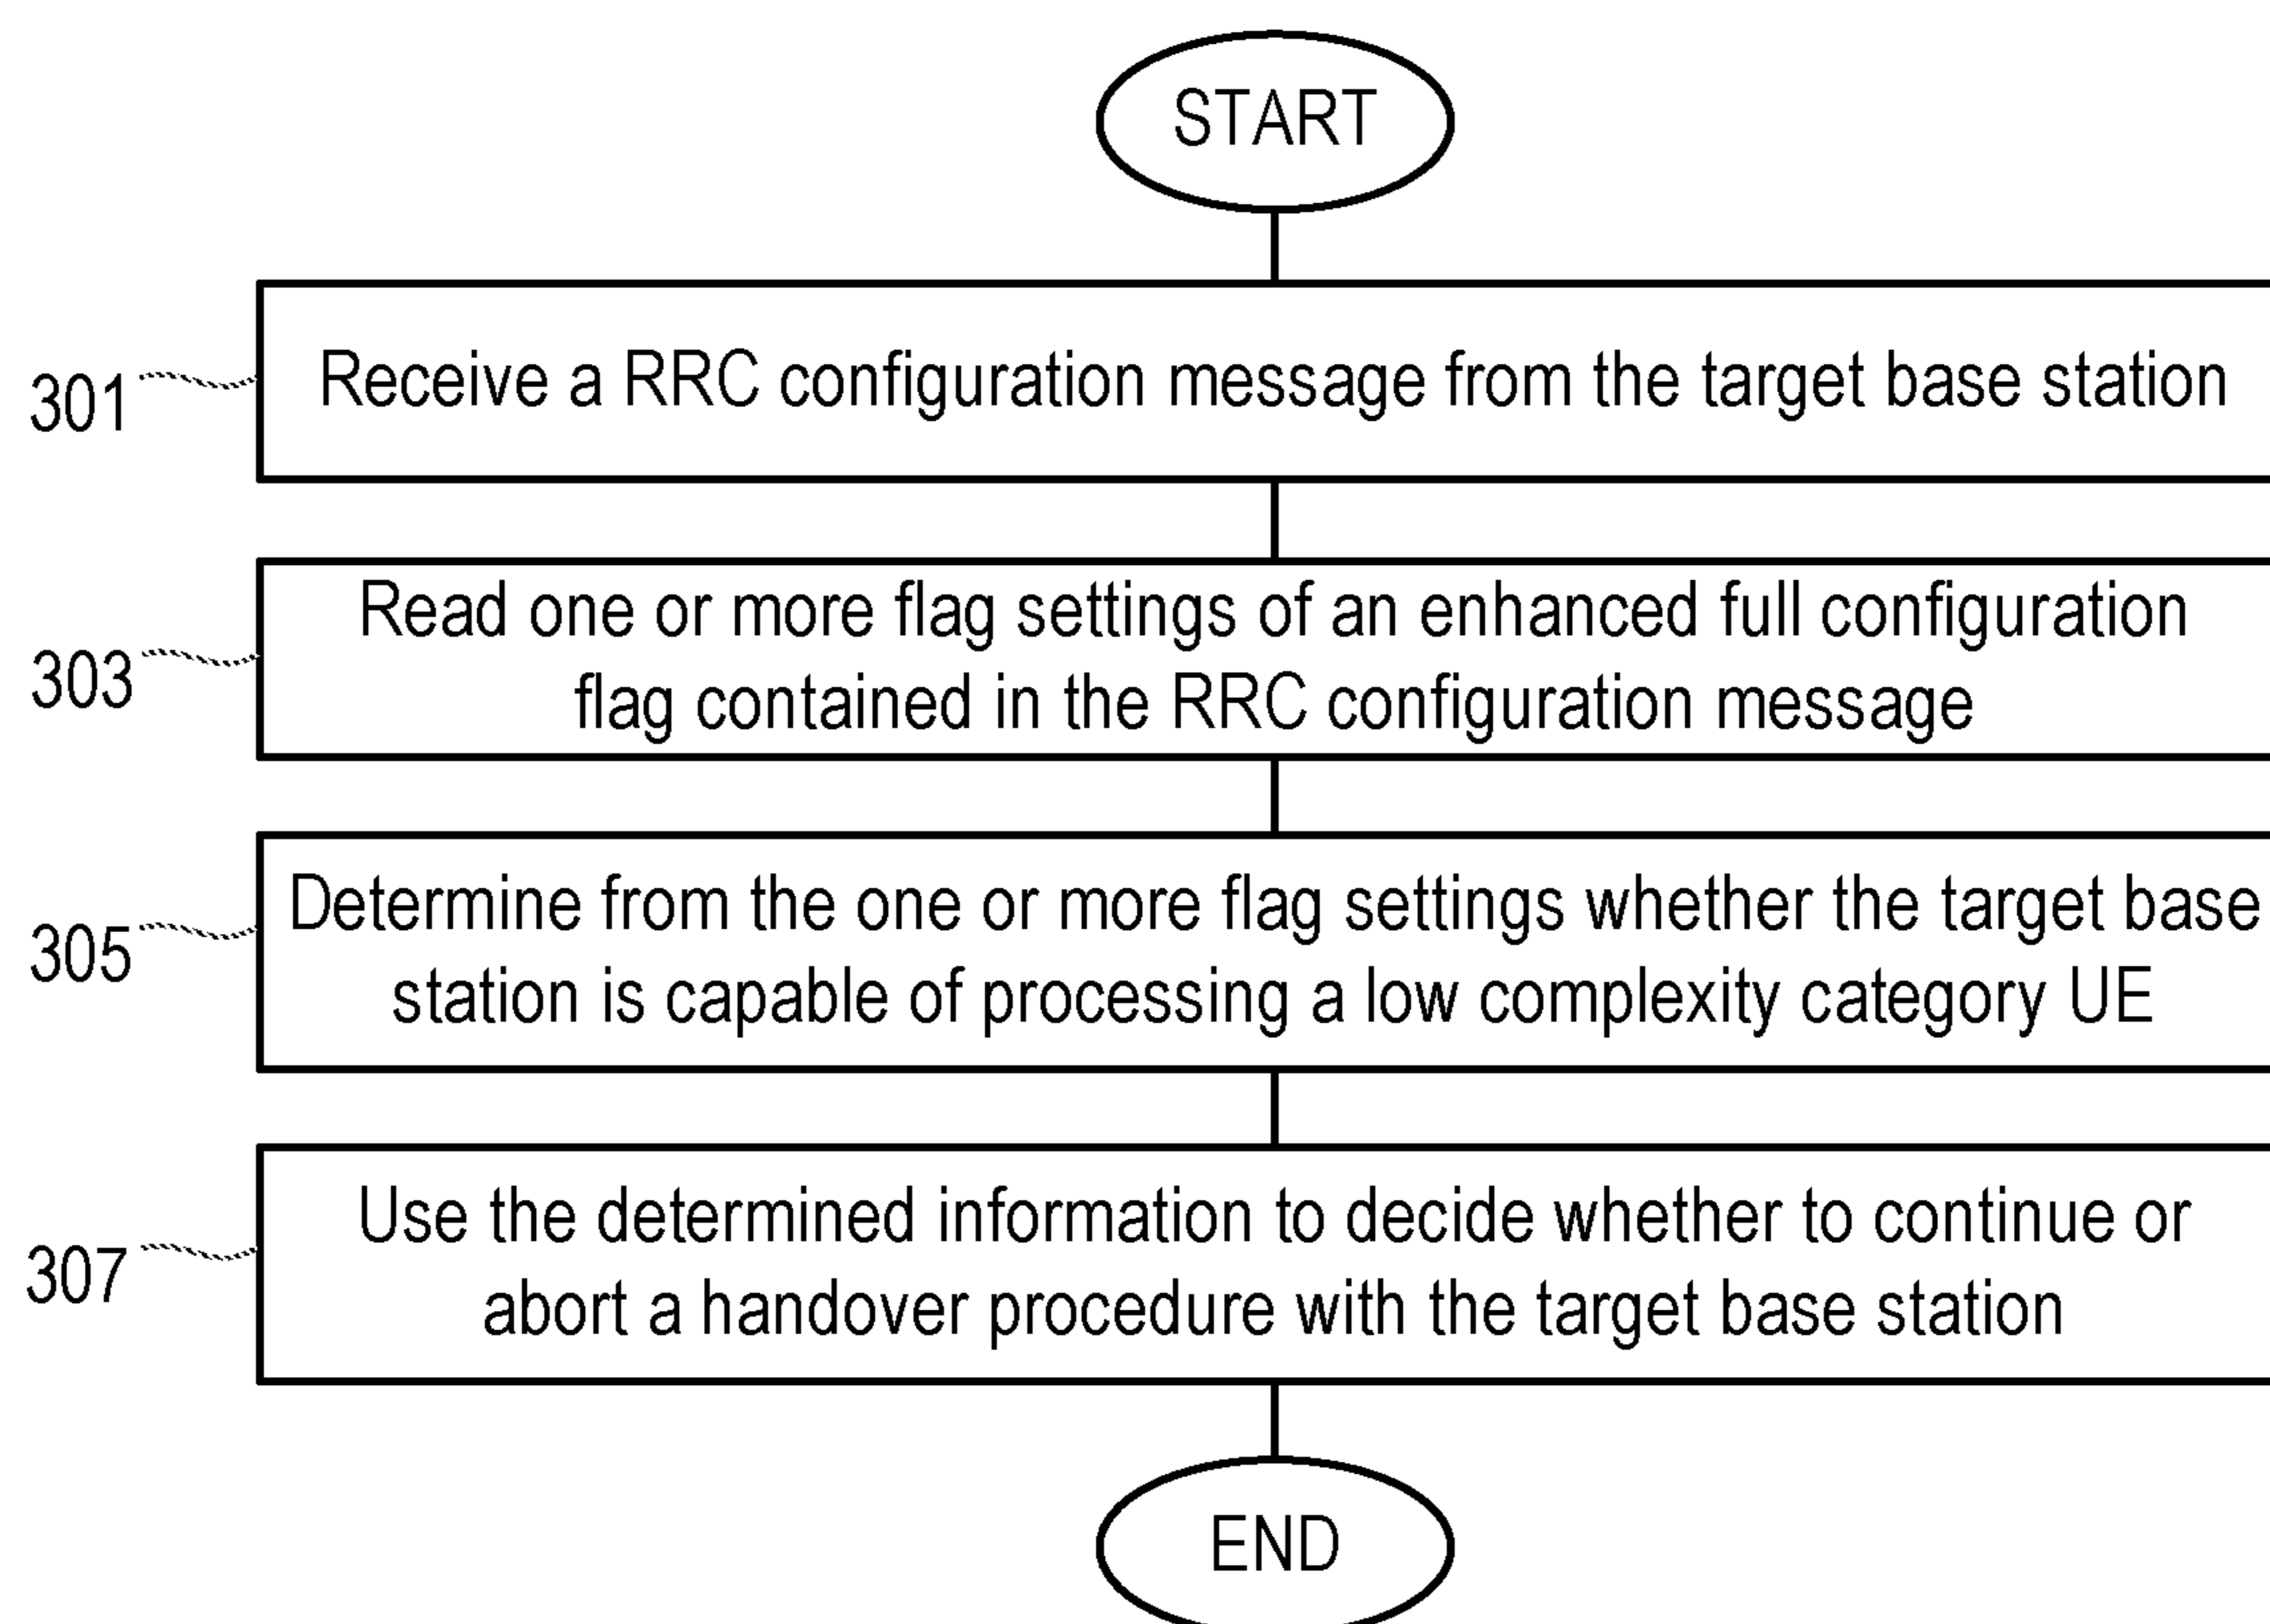 START
301
Receive a RRC configuration message from the target base station
303
Read one or more flag settings of an enhanced full configuration
flag contained in the RRC configuration message
305
Determine from the one or more flag settings whether the target base
station is capable of processing a low complexity category UE
307
Use the determined information to decide whether to continue or
abort a handover procedure with the target base station
END